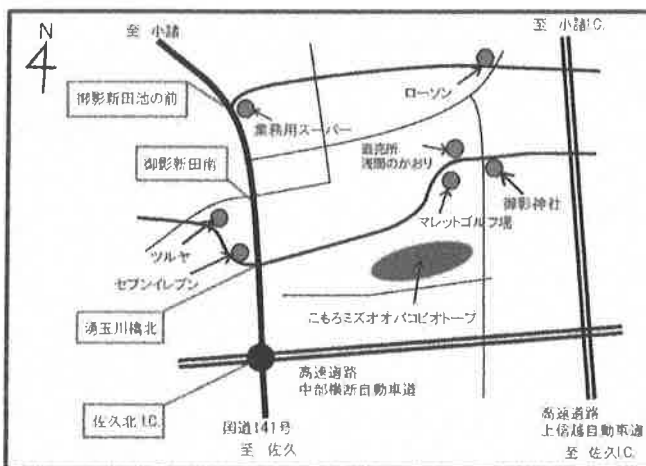 N
至 小諸
至 小諸I.C.
御影新田池の前
ローソン
業務用スーパー
直売所
浅間のかおり
御影新田南
御影神社
マレットゴルフ場
ツルヤ
セブンイレブン
こもろミズオオバコビオトープ
湧玉川橋北
高速道路
中部横断自動車道
佐久北 I.C.
国道141号
至 佐久
高速道路
上信越自動車道
至 佐久I.C.